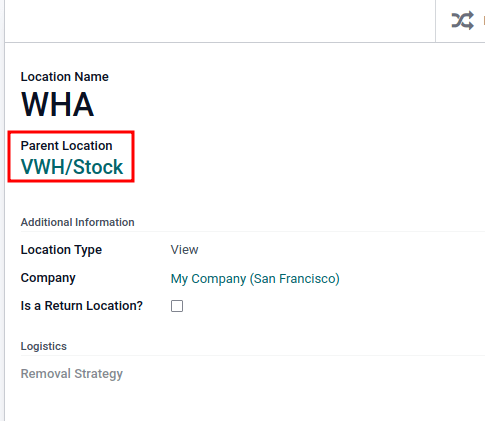 Location Name
WHA
Parent Location
VWH/Stock
Additional Information
Location Type View
Company My Company (San Francisco)
Is a Return Location?
Logistics
Removal Strategy